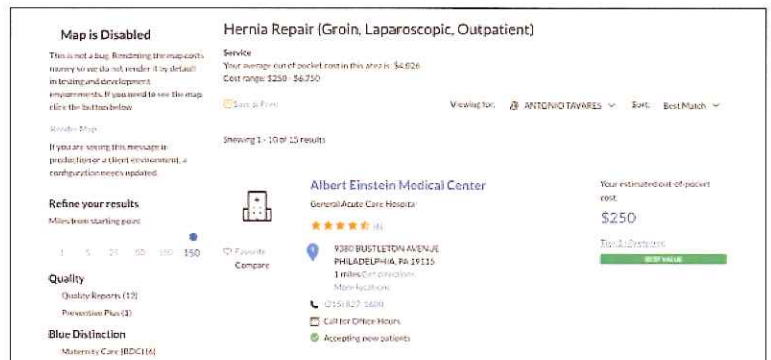 Map is Disabled
This is not a bug. Rendering the map costs
money so we do not render it by default
in testing and development
environments. If you need to see the map
click the button below
Render Map
If you are seeing this message in
production or a client environment, a
configuration needs updated.
Refine your results
Miles from starting point
1 5 25 50 100 150
Quality
Quality Reports (12)
Preventive Plus (1)
Blue Distinction
Maternity Care (BDC) (6)
Hernia Repair (Groin, Laparoscopic, Outpatient)
Service
Your average out of pocket cost in this area is: $4,026
Cost range: $250 - $6,750
Save & Print
Viewing for: ANTONIO TAVARES
Sort: Best Match
Showing 1 - 10 of 15 results
Favorite
Compare
Albert Einstein Medical Center
General Acute Care Hospital
9380 BUSTLETON AVENUE
PHILADELPHIA, PA 19115
1 miles Get directions
More locations
(215) 827-1600
Call for Office Hours
Accepting new patients
Your estimated out-of-pocket
cost
$250
BEST VALUE